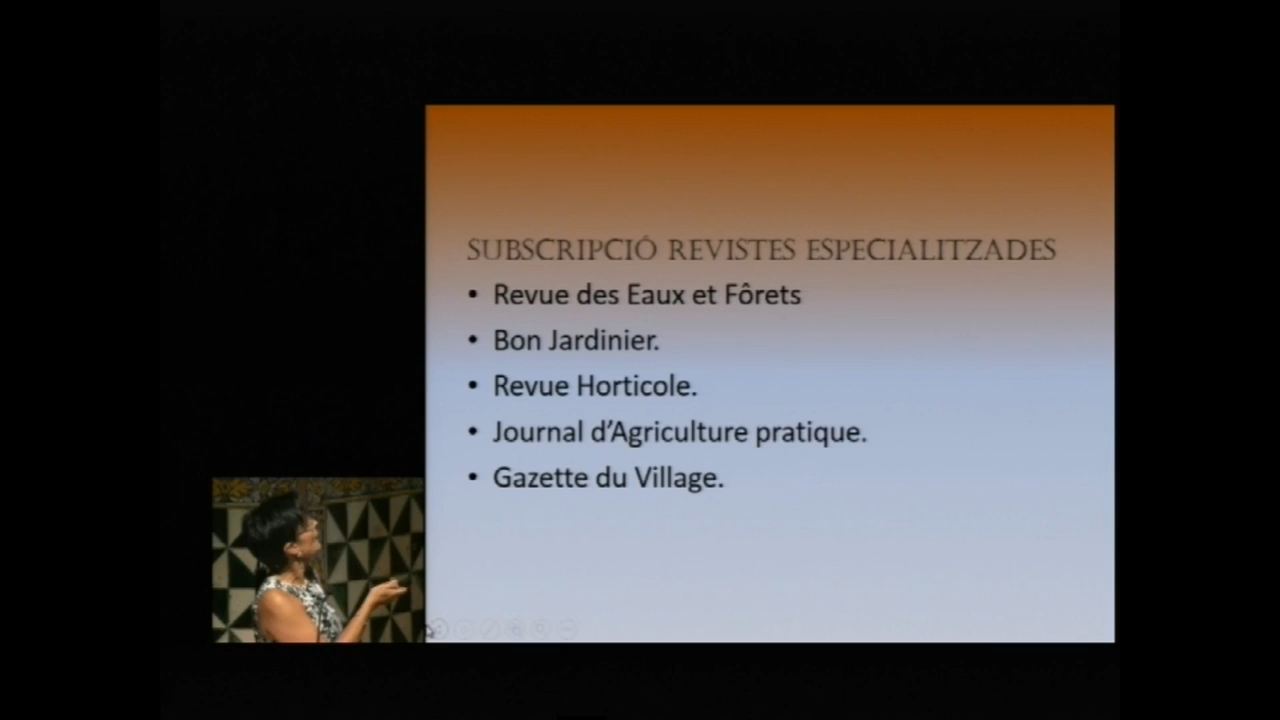 SUBSCRIPCIÓ REVISTES ESPECIALITZADES
• Revue des Eaux et Fôrets
• Bon Jardinier.
• Revue Horticole.
• Journal d’Agriculture pratique.
• Gazette du Village.